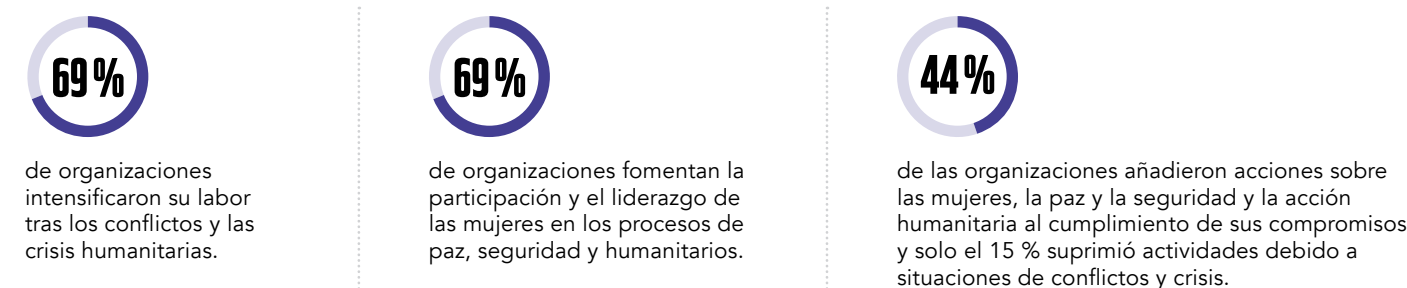 69 %
de organizaciones
intensificaron su labor
tras los conflictos y las
crisis humanitarias.
69 %
de organizaciones fomentan la
participación y el liderazgo de
las mujeres en los procesos de
paz, seguridad y humanitarios.
44 %
de las organizaciones añadieron acciones sobre
las mujeres, la paz y la seguridad y la acción
humanitaria al cumplimiento de sus compromisos
y solo el 15 % suprimió actividades debido a
situaciones de conflictos y crisis.